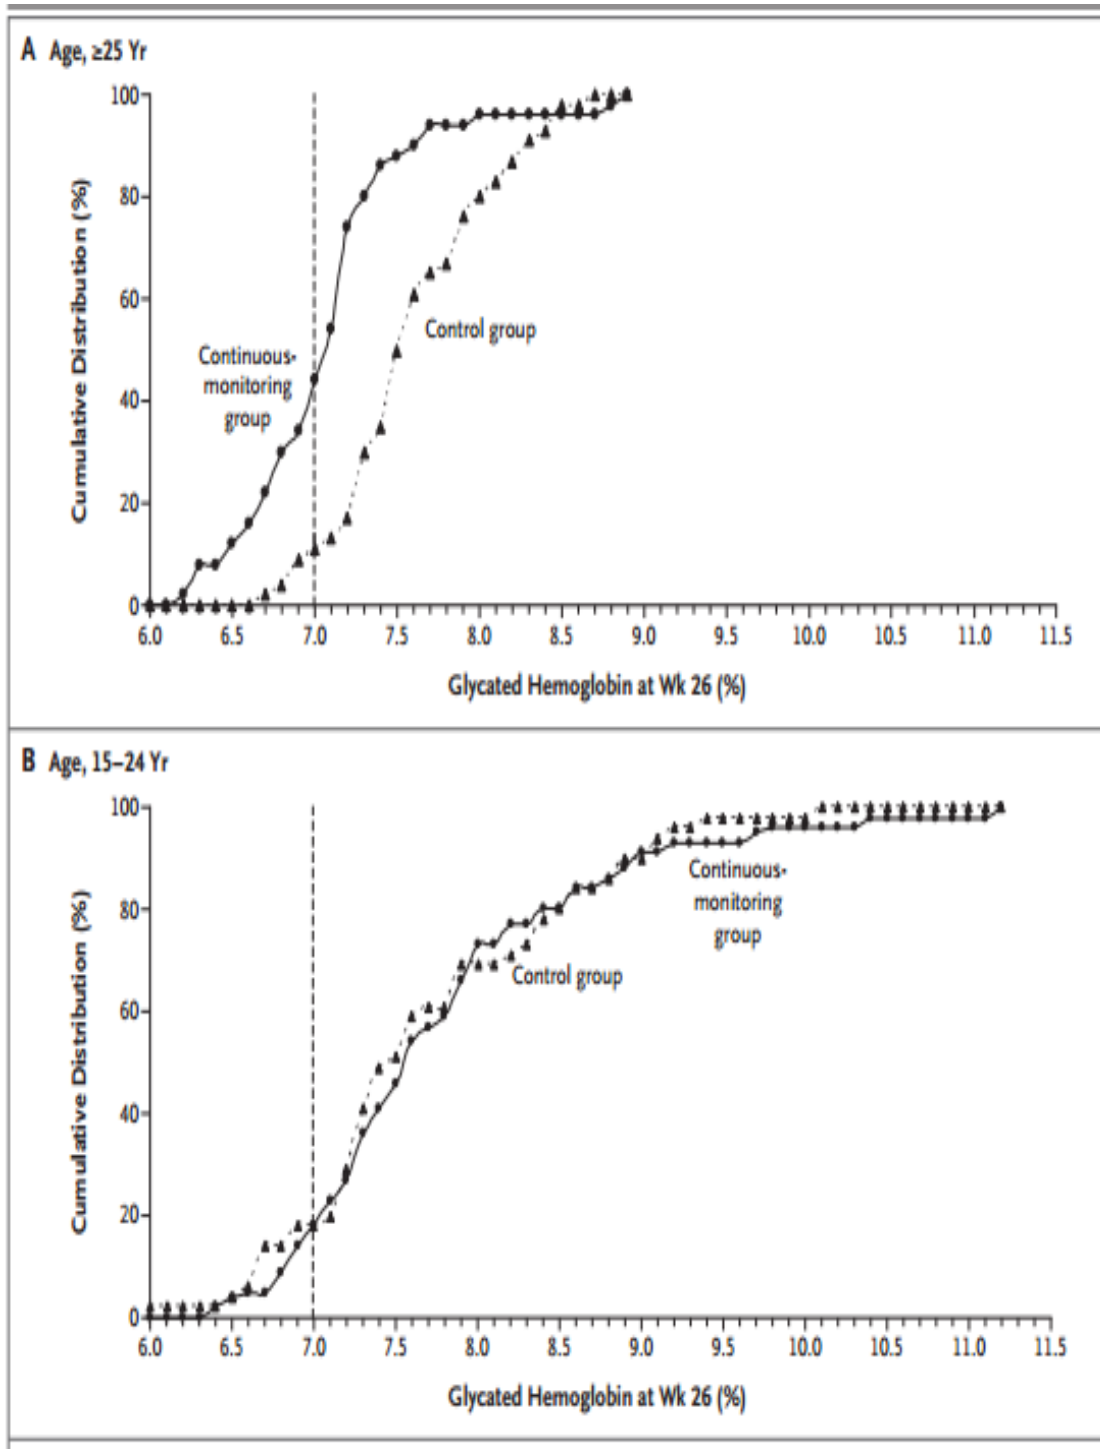 A Age, ≥25 Yr
100
80
60
40
20
0
Cumulative Distribution (%)
Continuous-
monitoring
group
Control group
6.0 6.5 7.0 7.5 8.0 8.5 9.0 9.5 10.0 10.5 11.0 11.5
Glycated Hemoglobin at Wk 26 (%)
B Age, 15–24 Yr
100
80
60
40
20
0
Cumulative Distribution (%)
Continuous-
monitoring
group
Control group
6.0 6.5 7.0 7.5 8.0 8.5 9.0 9.5 10.0 10.5 11.0 11.5
Glycated Hemoglobin at Wk 26 (%)